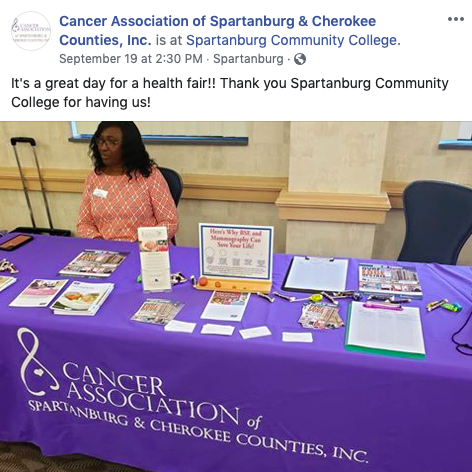 Cancer Association of Spartanburg & Cherokee
Counties, Inc. is at Spartanburg Community College.
September 19 at 2:30 PM · Spartanburg ·
It's a great day for a health fair!! Thank you Spartanburg Community
College for having us!
Here's Why BSE and
Mammography Can
Save Your Life!
CANCER
ASSOCIATION of
SPARTANBURG & CHEROKEE COUNTIES, INC.